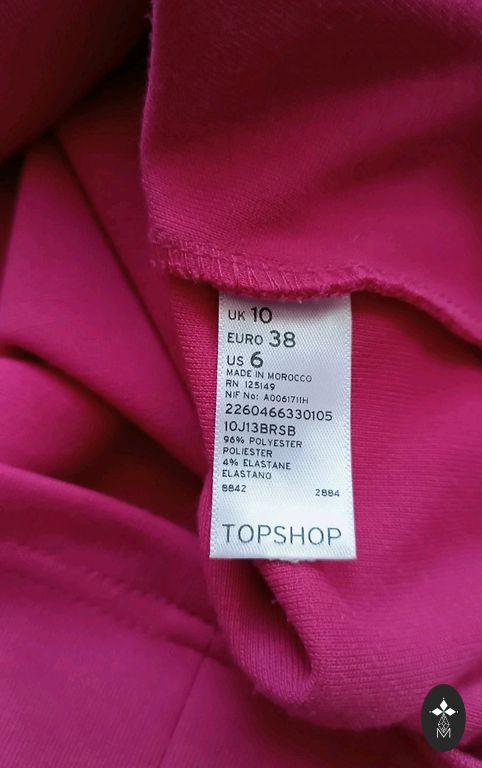 UK 10
EURO 38
US 6
MADE IN MOROCCO
RN 125149
NIF No: A0061711H
2260466330105
10J13BRSB
96% POLYESTER
POLIESTER
4% ELASTANE
ELASTANO
8842 2884
TOPSHOP
M